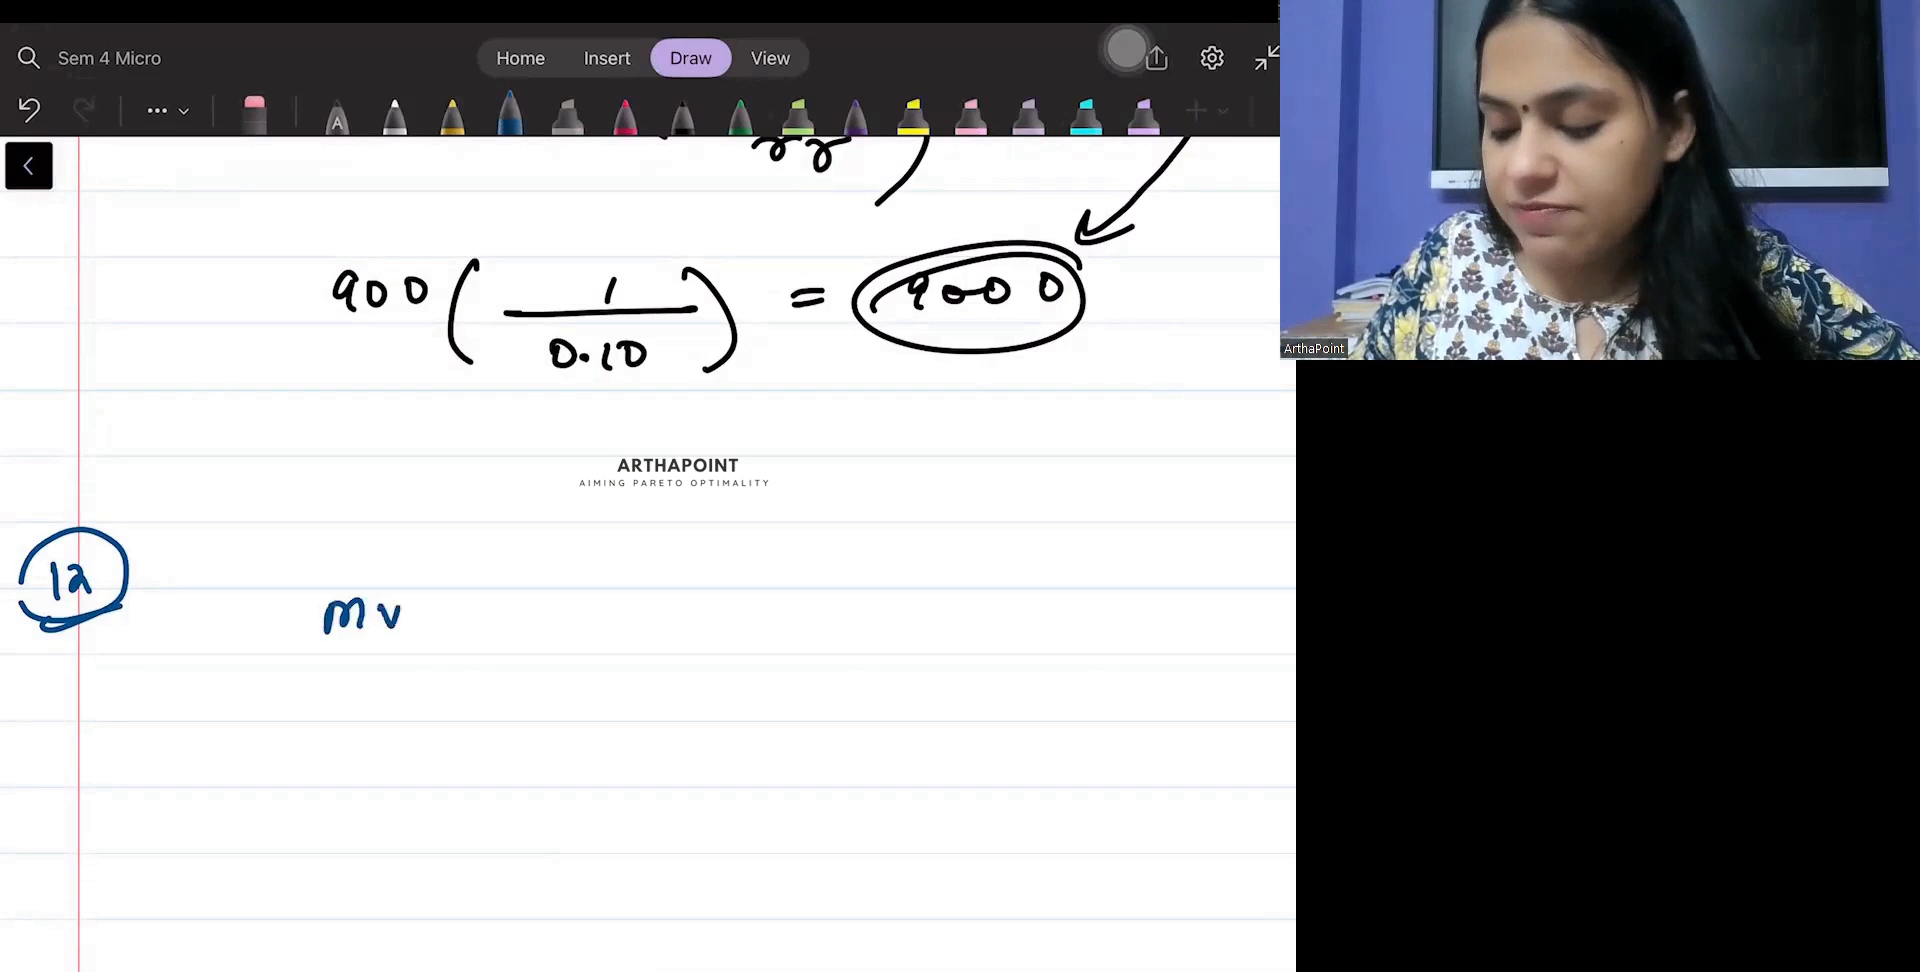 Sem 4 Micro
Home Insert Draw View
A
rr
900 ( 1 / 0.10 ) = 9000
ARTHAPOINT
AIMING PARETO OPTIMALITY
12
mv
ArthaPoint